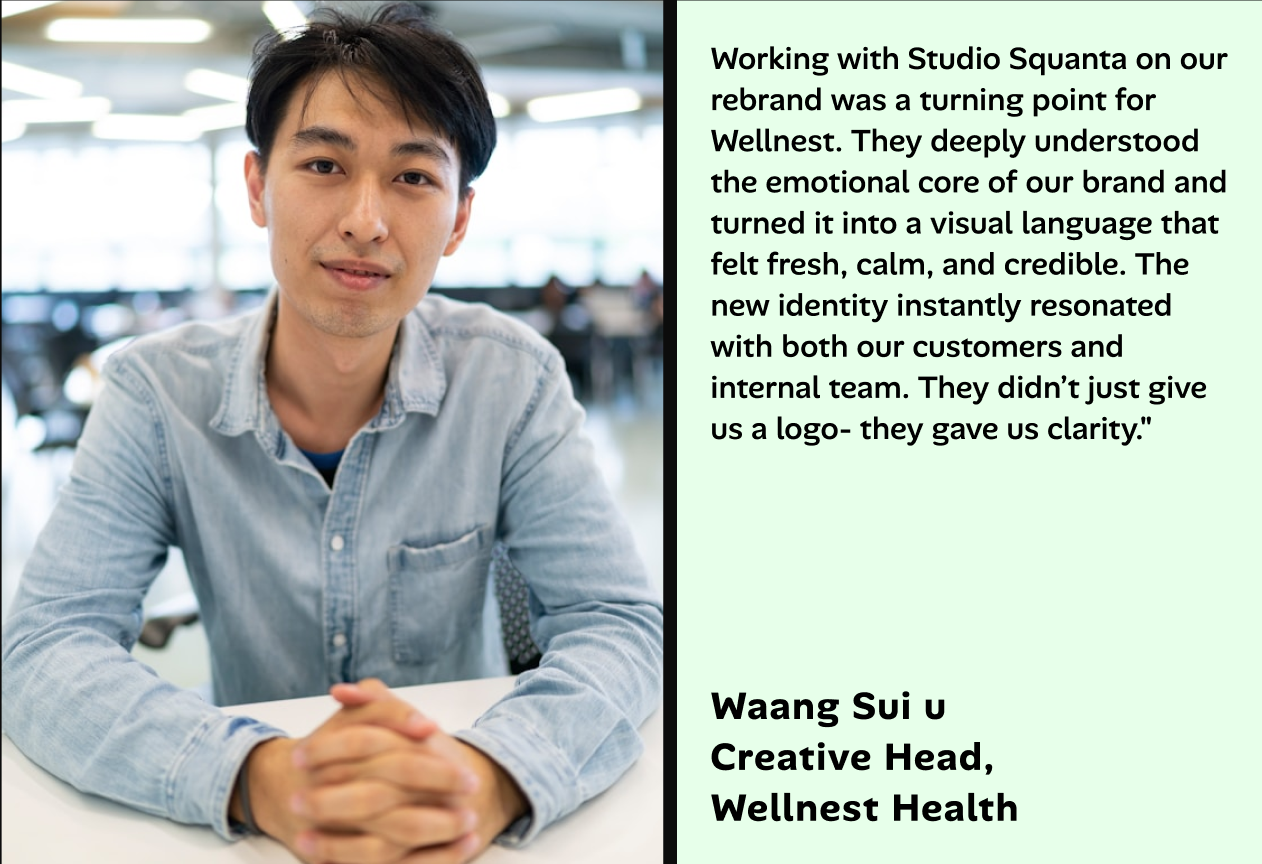 Working with Studio Squanta on our
rebrand was a turning point for
Wellnest. They deeply understood
the emotional core of our brand and
turned it into a visual language that
felt fresh, calm, and credible. The
new identity instantly resonated
with both our customers and
internal team. They didn’t just give
us a logo- they gave us clarity."
Waang Sui u
Creative Head,
Wellnest Health